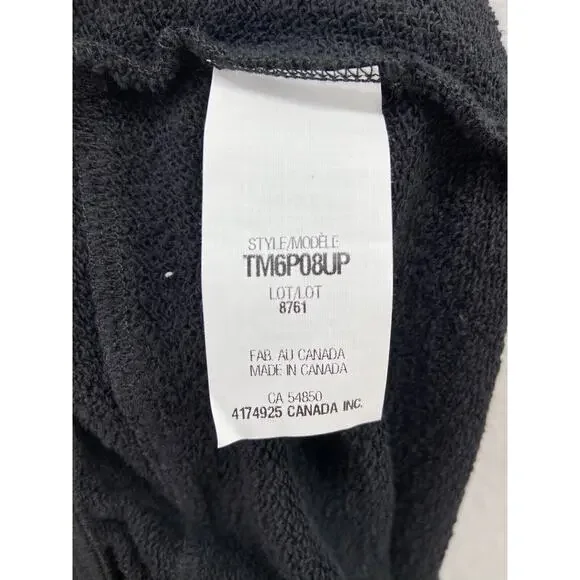 STYLE/MODÈLE
TM6P08UP
LOT/LOT
8761
FAB. AU CANADA
MADE IN CANADA
CA 54850
4174925 CANADA INC.